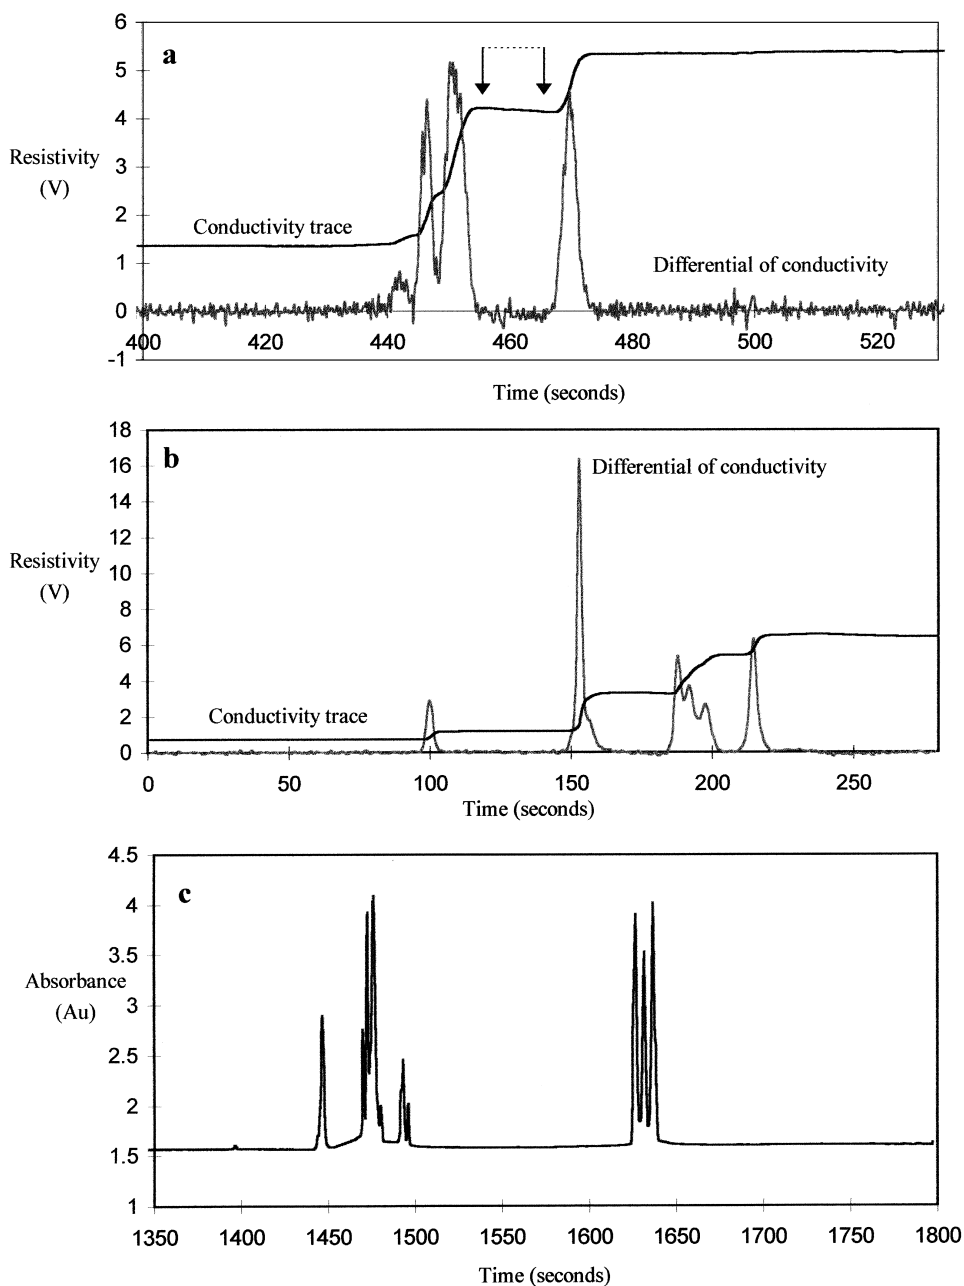 a
6
5
4
3
2
1
0
-1
Resistivity
(V)
Conductivity trace
Differential of conductivity
400 420 440 460 480 500 520
Time (seconds)
b
18
16
14
12
10
8
6
4
2
0
Resistivity
(V)
Differential of conductivity
Conductivity trace
0 50 100 150 200 250
Time (seconds)
c
4.5
4
3.5
3
2.5
2
1.5
1
Absorbance
(Au)
1350 1400 1450 1500 1550 1600 1650 1700 1750 1800
Time (seconds)